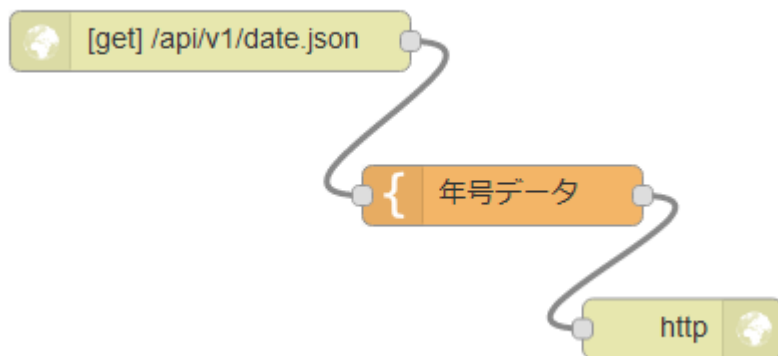 [get] /api/v1/date.json
{ 年号データ
http